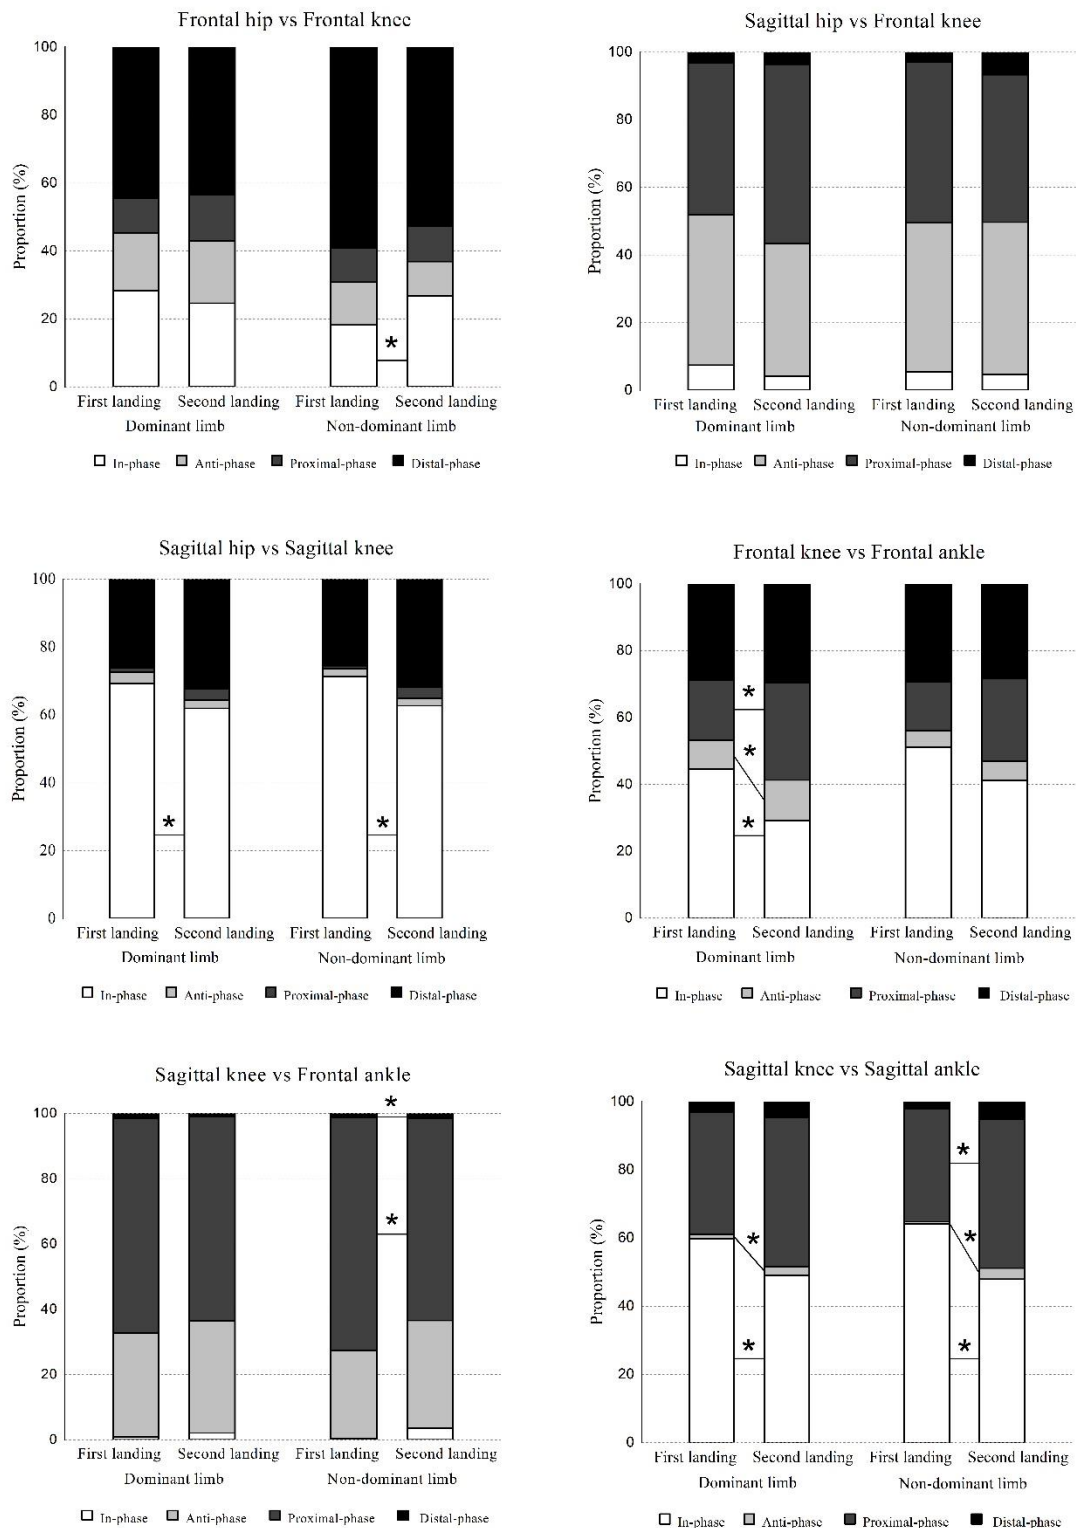 Frontal hip vs Frontal knee
100
80
60
40
20
0
Proportion (%)
First landing Second landing First landing Second landing
Dominant limb Non-dominant limb
In-phase Anti-phase Proximal-phase Distal-phase
*
Sagittal hip vs Frontal knee
100
80
60
40
20
0
Proportion (%)
First landing Second landing First landing Second landing
Dominant limb Non-dominant limb
In-phase Anti-phase Proximal-phase Distal-phase
Sagittal hip vs Sagittal knee
100
80
60
40
20
0
Proportion (%)
* *
First landing Second landing First landing Second landing
Dominant limb Non-dominant limb
In-phase Anti-phase Proximal-phase Distal-phase
Frontal knee vs Frontal ankle
100
80
60
40
20
0
Proportion (%)
*
*
*
First landing Second landing First landing Second landing
Dominant limb Non-dominant limb
In-phase Anti-phase Proximal-phase Distal-phase
Sagittal knee vs Frontal ankle
100
80
60
40
20
0
Proportion (%)
*
*
First landing Second landing First landing Second landing
Dominant limb Non-dominant limb
In-phase Anti-phase Proximal-phase Distal-phase
Sagittal knee vs Sagittal ankle
100
80
60
40
20
0
Proportion (%)
*
* *
* *
First landing Second landing First landing Second landing
Dominant limb Non-dominant limb
In-phase Anti-phase Proximal-phase Distal-phase